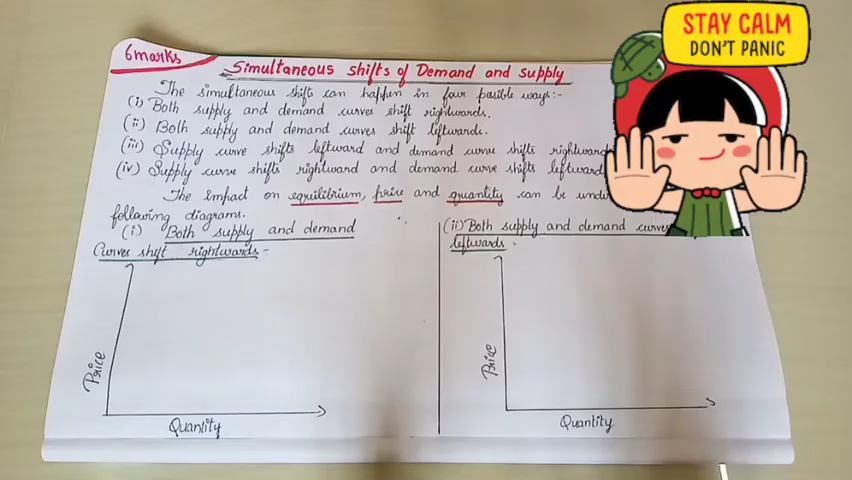 6marks
Simultaneous shifts of Demand and supply
The simultaneous shifts can happen in four posible ways:-
(i) Both supply and demand curves shift rightwards.
(ii) Both supply and demand curves shift leftwards.
(iii) Supply curve shifts leftward and demand curve shifts rightward
(iv) Supply curve shifts rightward and demand curve shifts leftward
The impact on equilibrium, price and quantity can be
following diagrams.
(i) Both supply and demand
Curves shift rightwards:-
Price
Quantity
(ii) Both supply and demand curves
leftwards:-
Price
Quantity
STAY CALM
DON'T PANIC